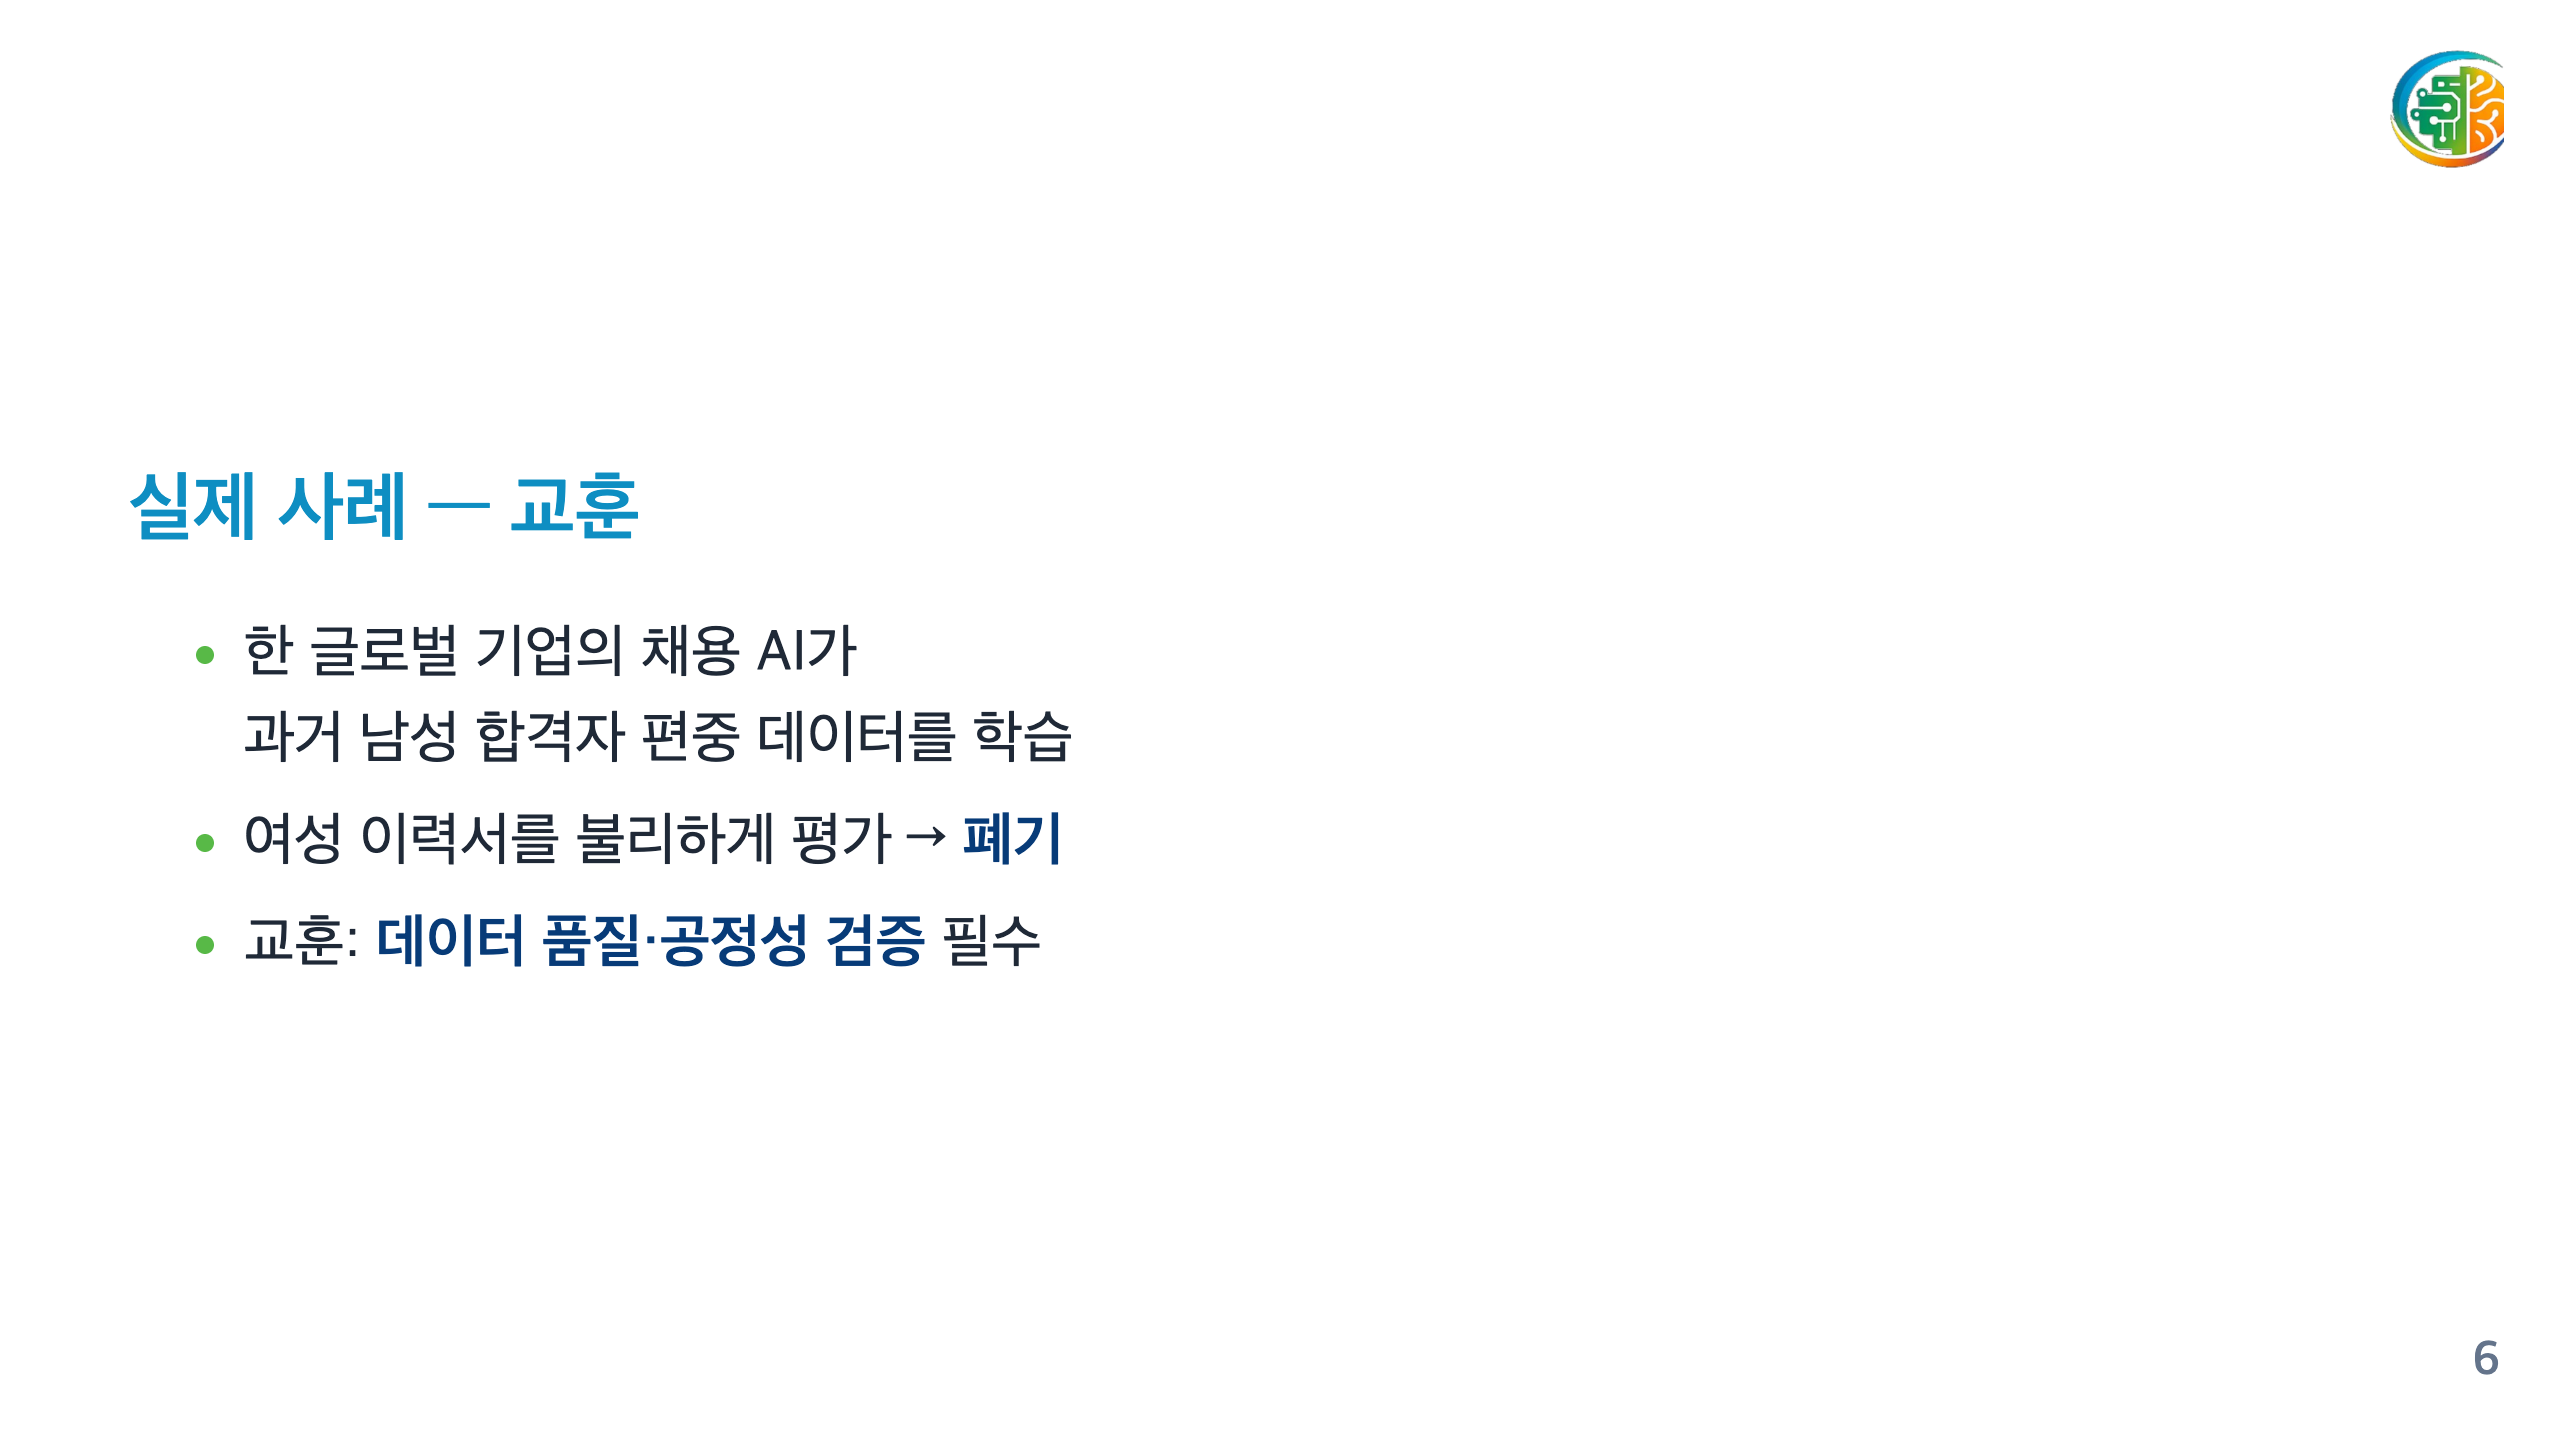 실제 사례 — 교훈
• 한 글로벌 기업의 채용 AI가
과거 남성 합격자 편중 데이터를 학습
• 여성 이력서를 불리하게 평가 → 폐기
• 교훈: 데이터 품질·공정성 검증 필수
6